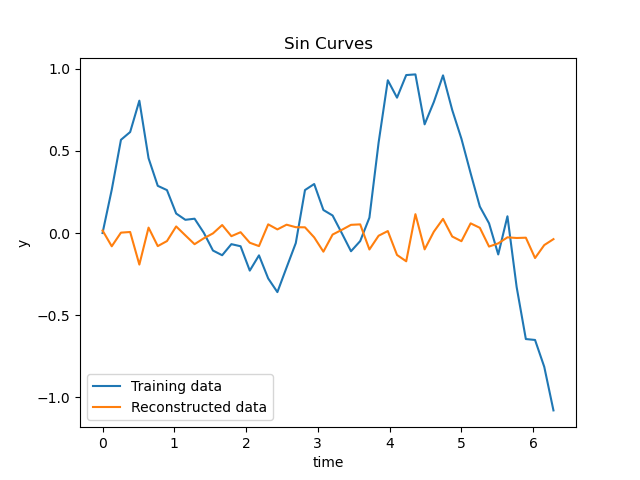 Sin Curves
1.0
0.5
0.0
−0.5
−1.0
y
Training data
Reconstructed data
0 1 2 3 4 5 6
time